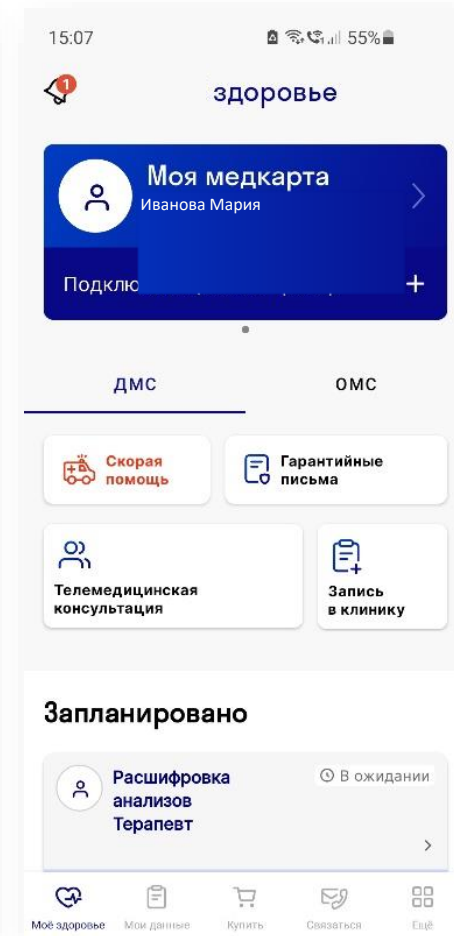 15:07
55%
1
здоровье
Моя медкарта
Иванова Мария
ДМС
ОМС
Скорая
помощь
Гарантийные
письма
Телемедицинская
консультация
Запись
в клинику
Запланировано
Расшифровка
анализов
Терапевт
В ожидании
Моё здоровье
Мои данные
Купить
Связаться
Ещё